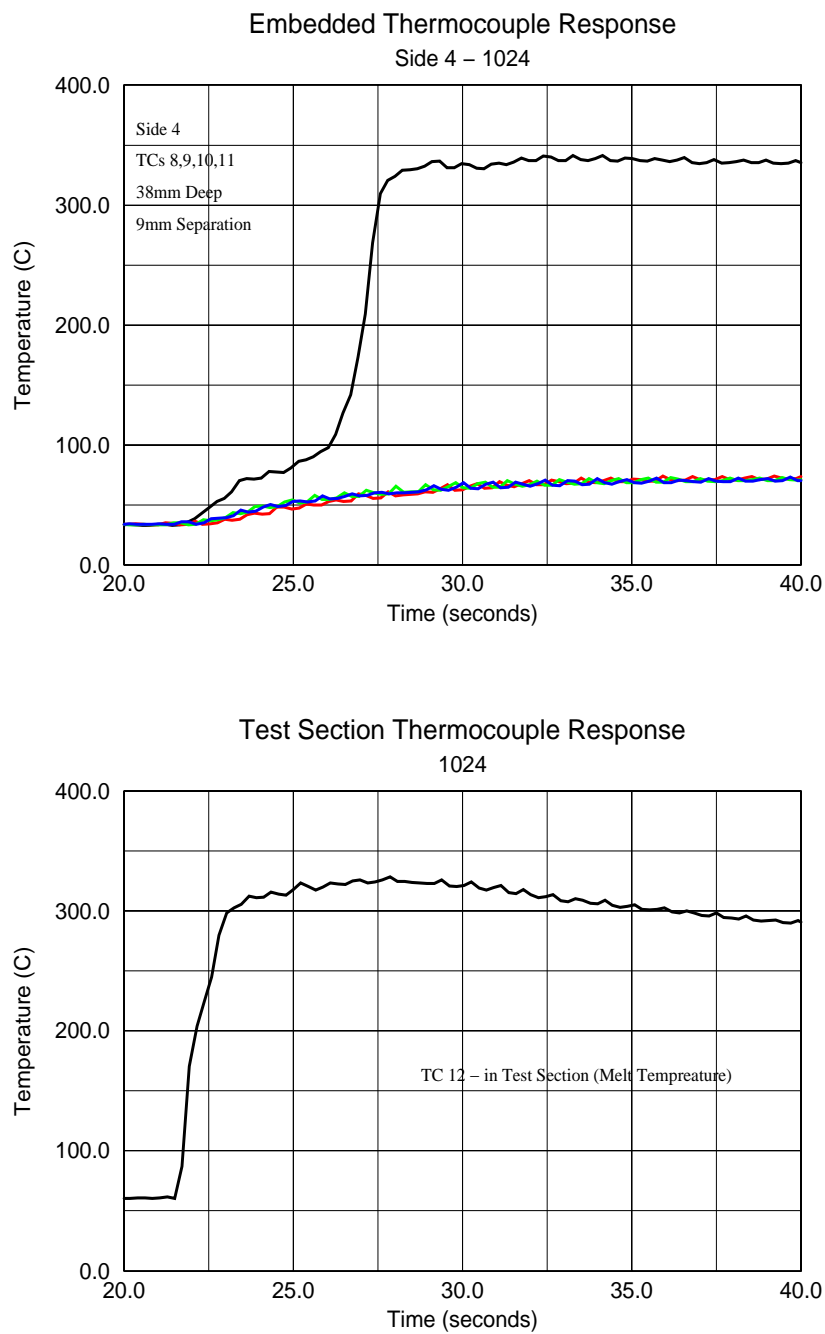 Embedded Thermocouple Response
Side 4 – 1024
400.0
Side 4
TCs 8,9,10,11
38mm Deep
9mm Separation
300.0
Temperature (C)
200.0
100.0
0.0
20.0 25.0 30.0 35.0 40.0
Time (seconds)
Test Section Thermocouple Response
1024
400.0
300.0
Temperature (C)
200.0
TC 12 – in Test Section (Melt Tempreature)
100.0
0.0
20.0 25.0 30.0 35.0 40.0
Time (seconds)